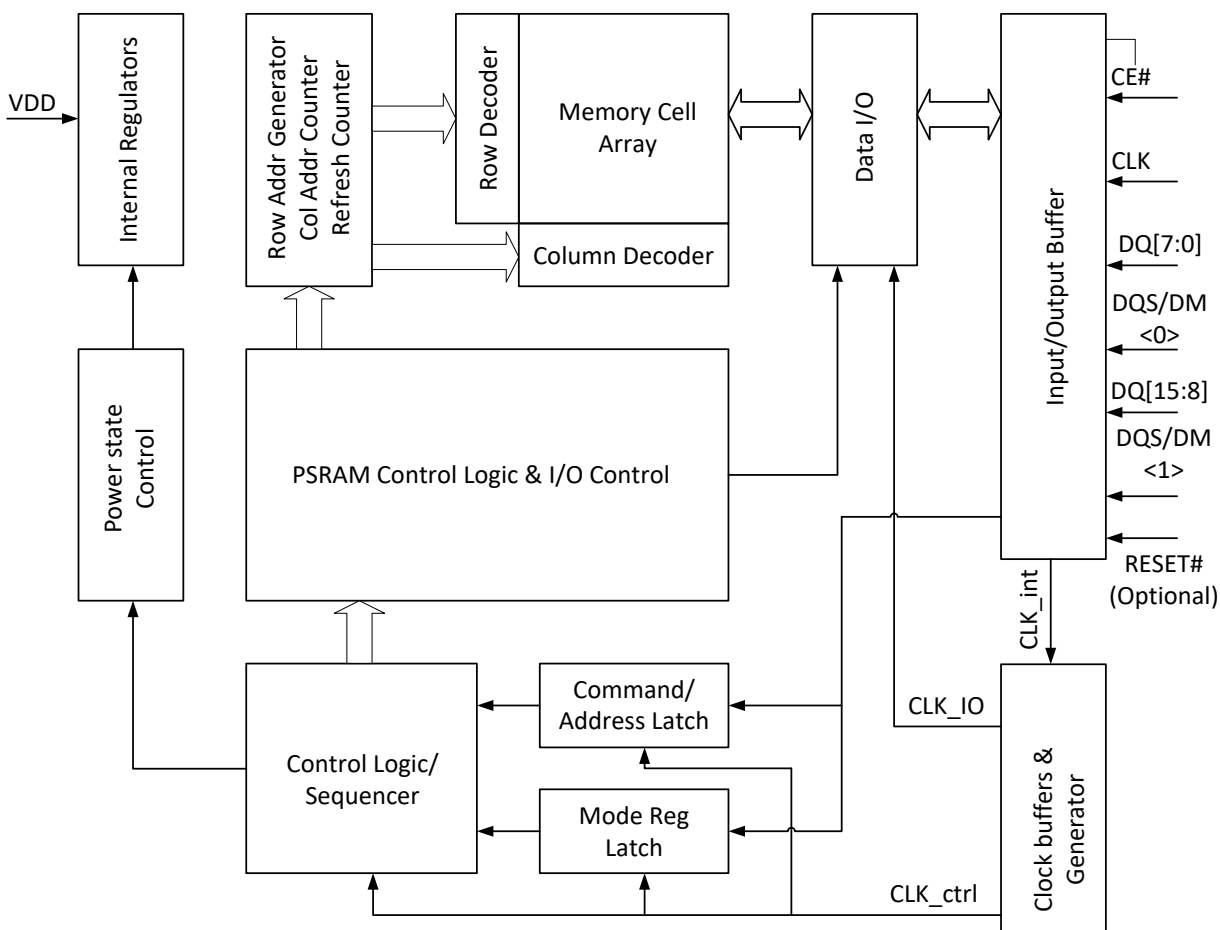 VDD
Internal Regulators
Row Addr Generator
Col Addr Counter
Refresh Counter
Row Decoder
Memory Cell
Array
Column Decoder
Data I/O
Input/Output Buffer
CE#
CLK
DQ[7:0]
DQS/DM
<0>
DQ[15:8]
DQS/DM
<1>
RESET#
(Optional)
Power state
Control
PSRAM Control Logic & I/O Control
CLK_int
Control Logic/
Sequencer
Command/
Address Latch
Mode Reg
Latch
CLK_IO
CLK_ctrl
Clock buffers &
Generator